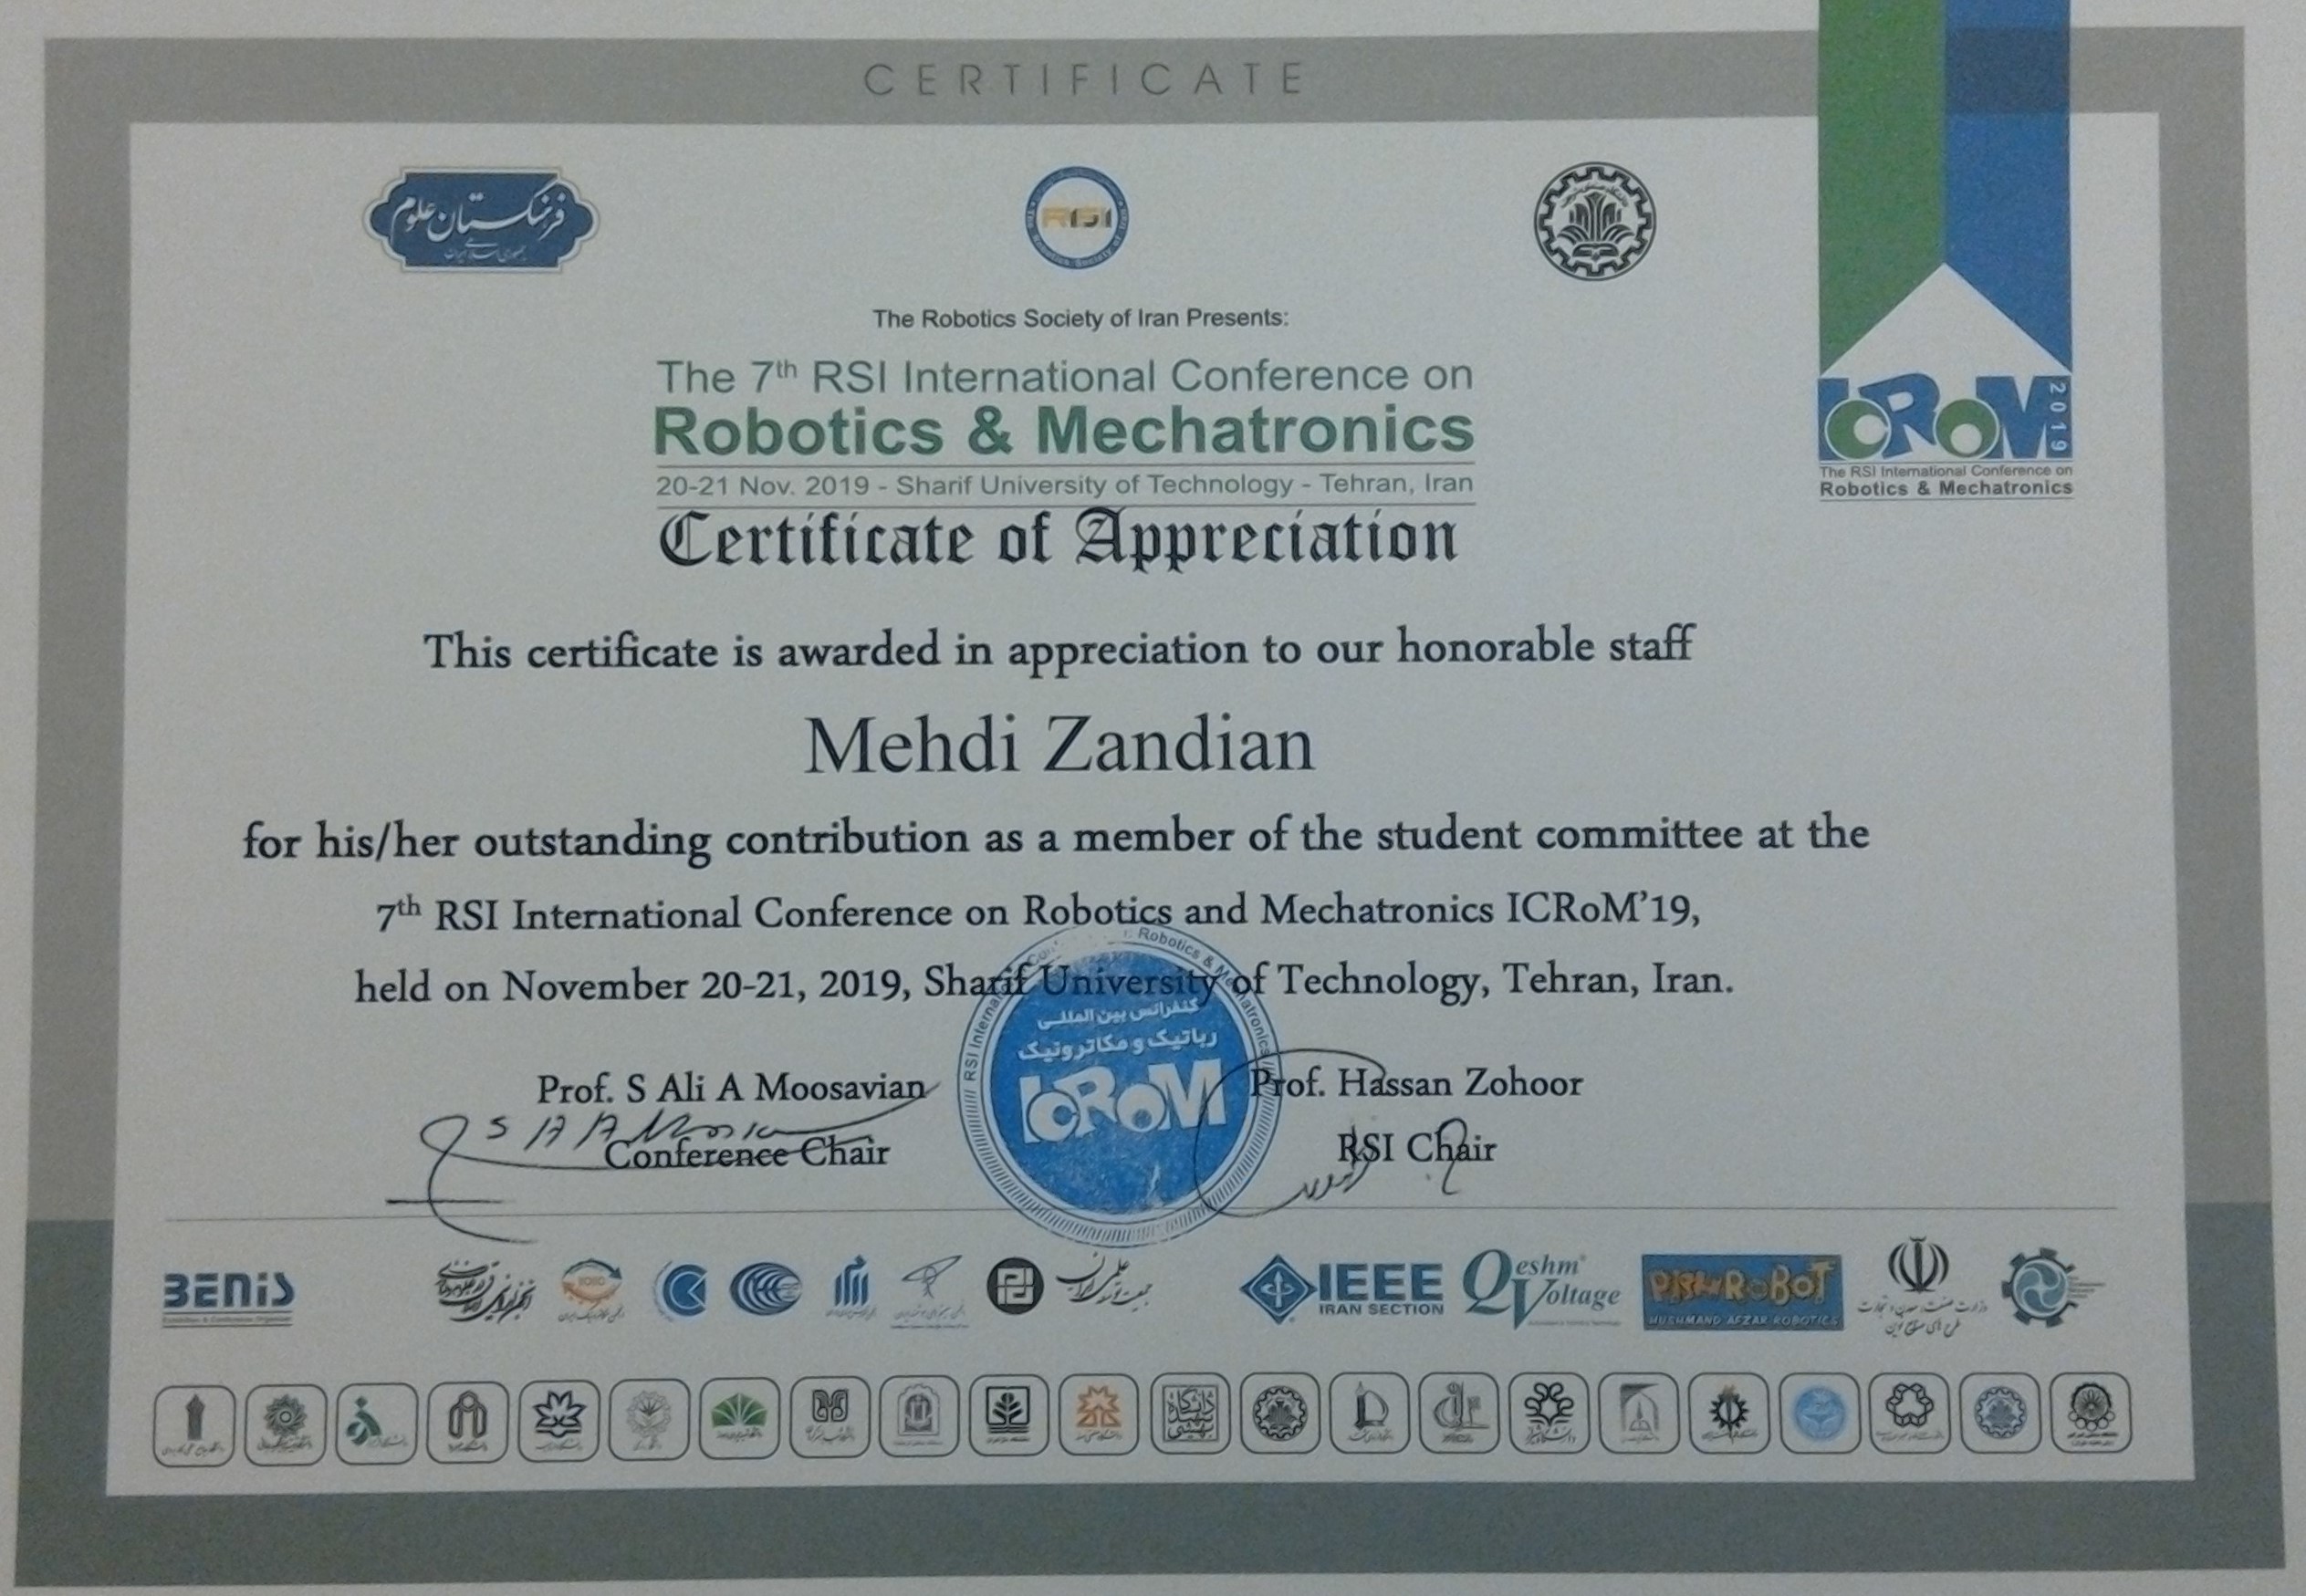 CERTIFICATE
فرهنگستان علوم
جمهوری اسلامی ایران
RSI
The Robotics Society of Iran Presents:
The 7th RSI International Conference on
Robotics & Mechatronics
20-21 Nov. 2019 - Sharif University of Technology - Tehran, Iran
ICRoM 2019
The RSI International Conference on
Robotics & Mechatronics
Certificate of Appreciation
This certificate is awarded in appreciation to our honorable staff
Mehdi Zandian
for his/her outstanding contribution as a member of the student committee at the
7th RSI International Conference on Robotics and Mechatronics ICRoM'19,
held on November 20-21, 2019, Sharif University of Technology, Tehran, Iran.
Robotics & Mechatronics
کنفرانس بین المللی
رباتیک و مکاترونیک
ICRoM
Prof. S Ali A Moosavian
Conference Chair
Prof. Hassan Zohoor
RSI Chair
BENiS
IEEE
IRAN SECTION
Qeshm
Voltage
PISHROBOT
HUSHMAND AFZAR ROBOTICS